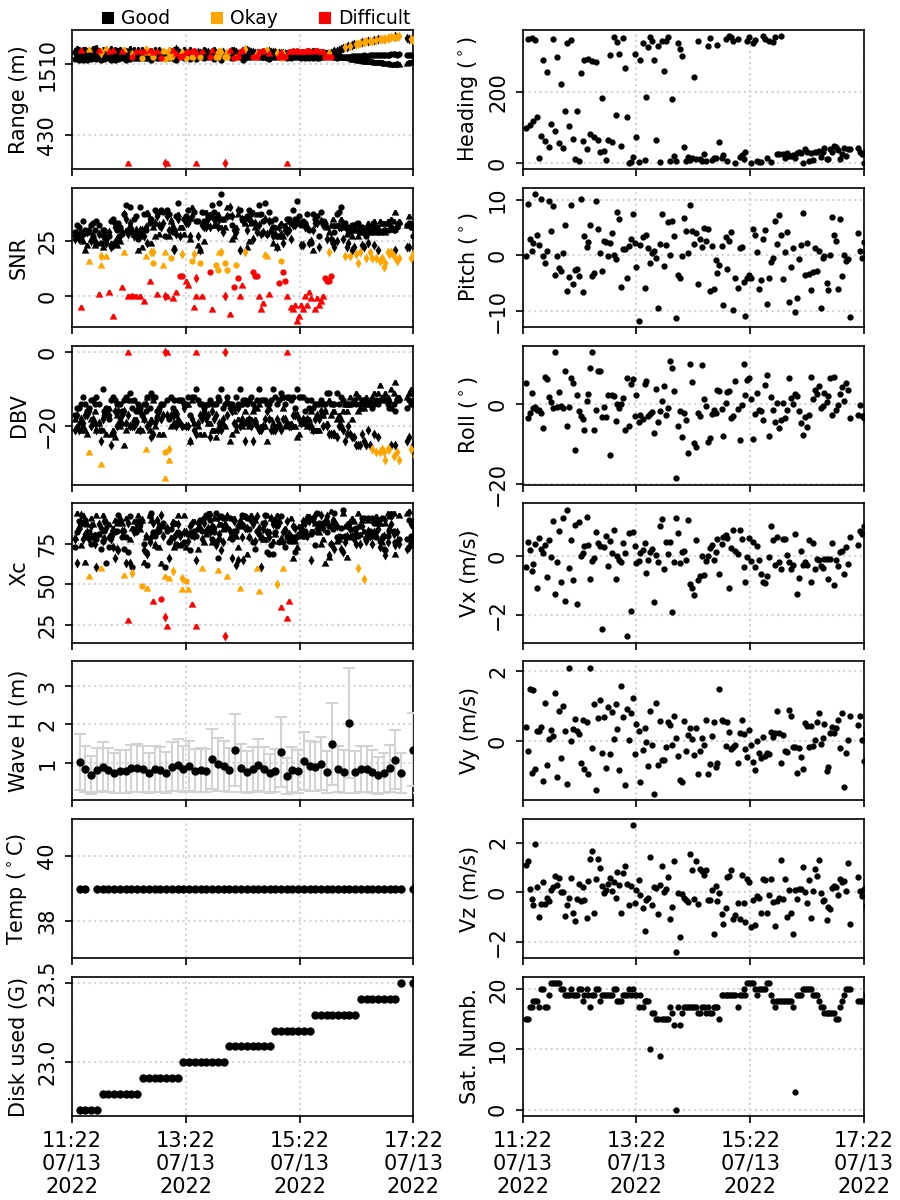 Good Okay Difficult
Range (m)
1510
430
Heading (°)
200
0
SNR
25
0
Pitch (°)
10
0
−10
DBV
0
−20
Roll (°)
0
−20
Xc
75
50
25
Vx (m/s)
0
−2
Wave H (m)
3
2
1
Vy (m/s)
2
0
Temp (°C)
40
38
Vz (m/s)
2
0
−2
Disk used (G)
23.5
23.0
Sat. Numb.
20
10
0
11:22 13:22 15:22 17:22 11:22 13:22 15:22 17:22
07/13 07/13 07/13 07/13 07/13 07/13 07/13 07/13
2022 2022 2022 2022 2022 2022 2022 2022